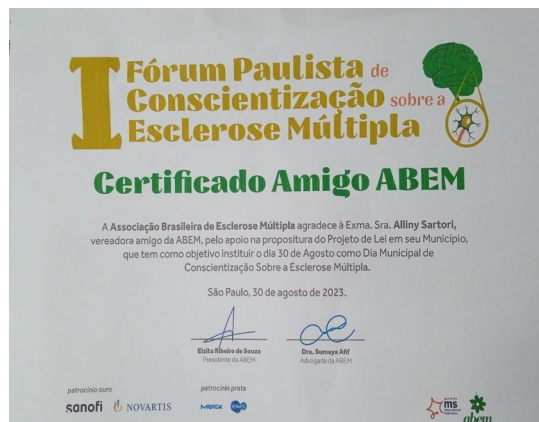 I Fórum Paulista de
Conscientização sobre a
Esclerose Múltipla
Certificado Amigo ABEM
A Associação Brasileira de Esclerose Múltipla agradece à Exma. Sra. Alliny Sartori,
vereadora amigo da ABEM, pelo apoio na propositura do Projeto de Lei em seu Município,
que tem como objetivo instituir o dia 30 de Agosto como Dia Municipal de
Conscientização Sobre a Esclerose Múltipla.
São Paulo, 30 de agosto de 2023.
Elzita Ribeiro de Souza
Presidente da ABEM
Dra. Sumaya Afif
Advogada da ABEM
patrocínio ouro
sanofi NOVARTIS
patrocínio prata
MERCK EMS
ms
abem